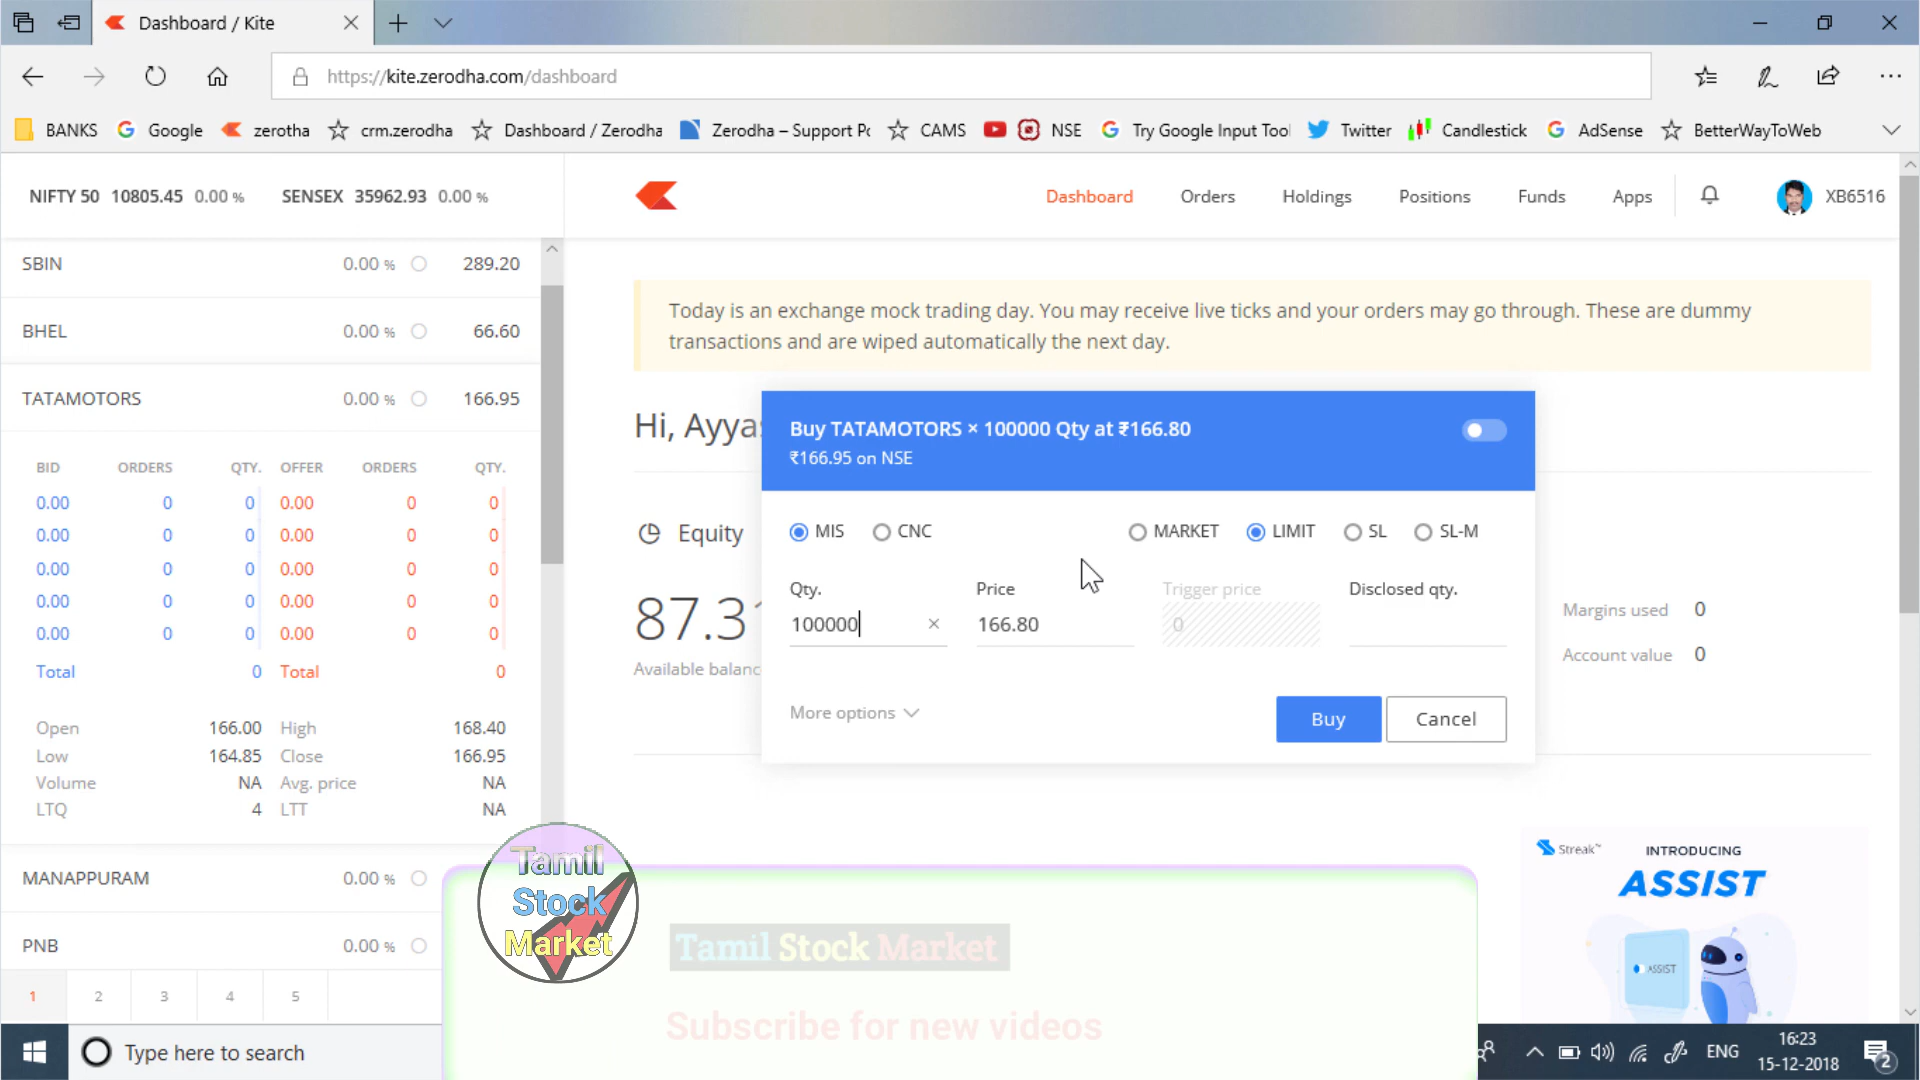 Dashboard / Kite
https://kite.zerodha.com/dashboard
BANKS Google zerotha crm.zerodha Dashboard / Zerodha Zerodha – Support Pc CAMS NSE Try Google Input Tool Twitter Candlestick AdSense BetterWayToWeb
NIFTY 50 10805.45 0.00 % SENSEX 35962.93 0.00 %
Dashboard Orders Holdings Positions Funds Apps XB6516
SBIN 0.00 % 289.20
BHEL 0.00 % 66.60
TATAMOTORS 0.00 % 166.95
BID ORDERS QTY. OFFER ORDERS QTY.
0.00 0 0 0.00 0 0
0.00 0 0 0.00 0 0
0.00 0 0 0.00 0 0
0.00 0 0 0.00 0 0
0.00 0 0 0.00 0 0
Total 0 Total 0
Open 166.00 High 168.40
Low 164.85 Close 166.95
Volume NA Avg. price NA
LTQ 4 LTT NA
MANAPPURAM 0.00 %
PNB 0.00 %
1 2 3 4 5
Today is an exchange mock trading day. You may receive live ticks and your orders may go through. These are dummy
transactions and are wiped automatically the next day.
Hi, Ayyas
Equity
87.31
Available balanc
Buy TATAMOTORS × 100000 Qty at ₹166.80
₹166.95 on NSE
MIS CNC MARKET LIMIT SL SL-M
Qty. Price Trigger price Disclosed qty.
100000 166.80 0
More options Buy Cancel
Margins used 0
Account value 0
Streak™ INTRODUCING
ASSIST
ASSIST
Tamil
Stock
Market
Tamil Stock Market
Subscribe for new videos
Type here to search
ENG
16:23
15-12-2018
2